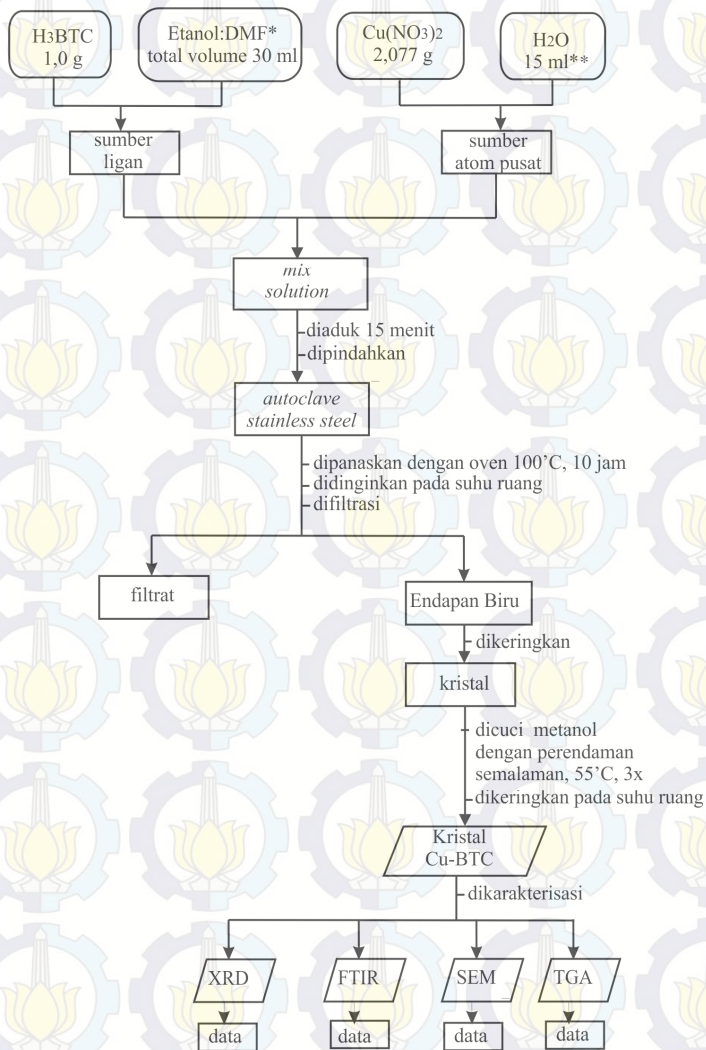 H3BTC
1,0 g
Etanol:DMF*
total volume 30 ml
Cu(NO3)2
2,077 g
H2O
15 ml**
sumber
ligan
sumber
atom pusat
mix
solution
diaduk 15 menit
dipindahkan
autoclave
stainless steel
dipanaskan dengan oven 100'C, 10 jam
didinginkan pada suhu ruang
difiltrasi
filtrat
Endapan Biru
dikeringkan
kristal
dicuci metanol
dengan perendaman
semalaman, 55'C, 3x
dikeringkan pada suhu ruang
Kristal
Cu-BTC
dikarakterisasi
XRD
FTIR
SEM
TGA
data
data
data
data